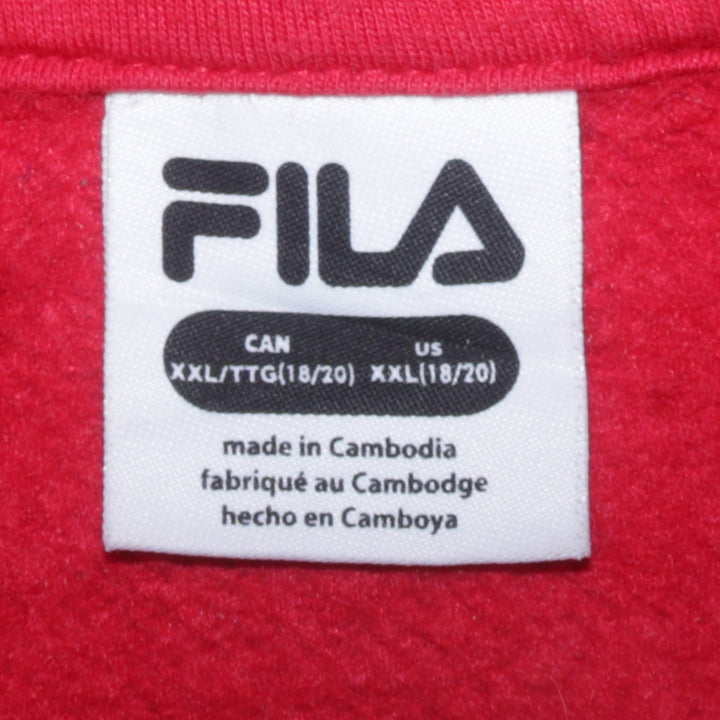 FILA
CAN US
XXL/TTG(18/20) XXL(18/20)
made in Cambodia
fabriqué au Cambodge
hecho en Camboya